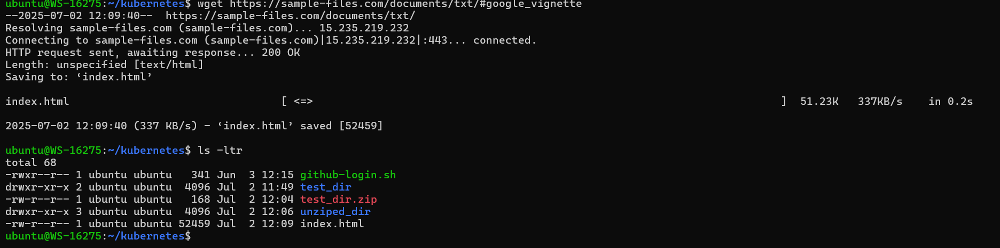 ubuntu@WS-16275:~/kubernetes$ wget https://sample-files.com/documents/txt/#google_vignette
--2025-07-02 12:09:40--  https://sample-files.com/documents/txt/
Resolving sample-files.com (sample-files.com)... 15.235.219.232
Connecting to sample-files.com (sample-files.com)|15.235.219.232|:443... connected.
HTTP request sent, awaiting response... 200 OK
Length: unspecified [text/html]
Saving to: ‘index.html’
index.html                                 [ <=>                                                                         ]  51.23K   337KB/s    in 0.2s
2025-07-02 12:09:40 (337 KB/s) - ‘index.html’ saved [52459]
ubuntu@WS-16275:~/kubernetes$ ls -ltr
total 68
-rwxr--r-- 1 ubuntu ubuntu   341 Jun  3 12:15 github-login.sh
drwxr-xr-x 2 ubuntu ubuntu  4096 Jul  2 11:49 test_dir
-rw-r--r-- 1 ubuntu ubuntu   168 Jul  2 12:04 test_dir.zip
drwxr-xr-x 3 ubuntu ubuntu  4096 Jul  2 12:06 unziped_dir
-rw-r--r-- 1 ubuntu ubuntu 52459 Jul  2 12:09 index.html
ubuntu@WS-16275:~/kubernetes$